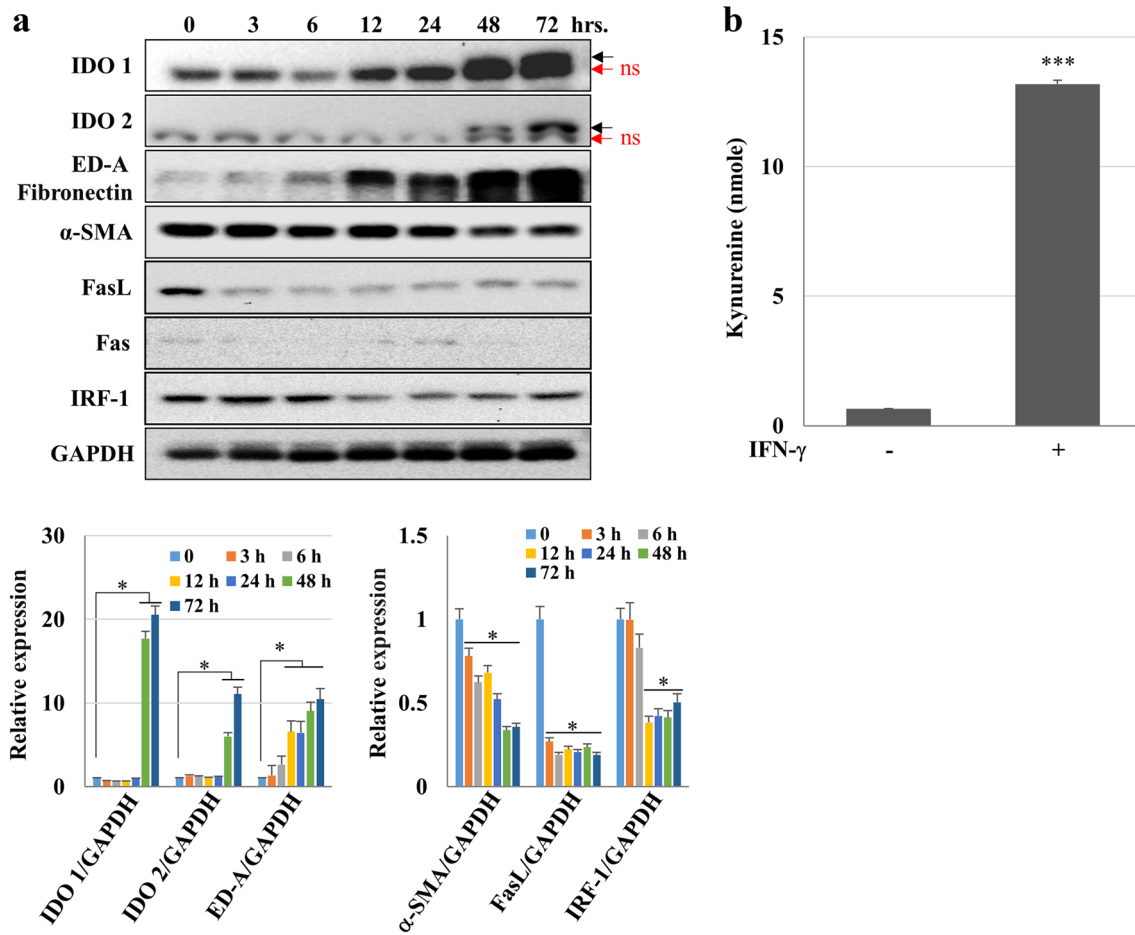 a
0 3 6 12 24 48 72 hrs.
IDO 1
ns
IDO 2
ns
ED-A
Fibronectin
α-SMA
FasL
Fas
IRF-1
GAPDH
b
15
10
5
0
Kynurenine (nmole)
***
IFN-γ - +
30
20
10
0
Relative expression
0 3 h 6 h
12 h 24 h 48 h
72 h
* * *
IDO 1/GAPDH
IDO 2/GAPDH
ED-A/GAPDH
1.5
1
0.5
0
Relative expression
0 3 h 6 h
12 h 24 h 48 h
72 h
* * *
α-SMA/GAPDH
FasL/GAPDH
IRF-1/GAPDH